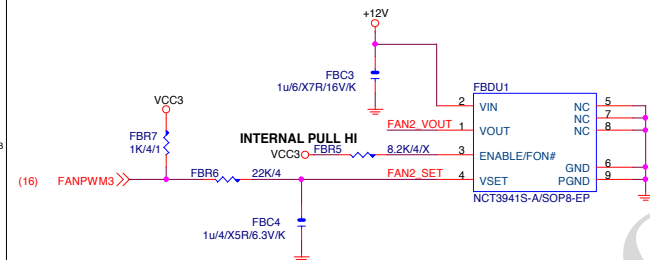 +12V
FBC3
1u/6/X7R/16V/K
FBDU1
VCC3
FBR7
1K/4/1
2 VIN NC 5
NC 7
FAN2_VOUT 1 VOUT NC 8
INTERNAL PULL HI
VCC3 FBR5 8.2K/4/X 3 ENABLE/FON#
GND 6
B
(16) FANPWM3 FBR6 22K/4 FAN2_SET 4 VSET PGND 9
NCT3941S-A/SOP8-EP
FBC4
1u/4/X5R/6.3V/K